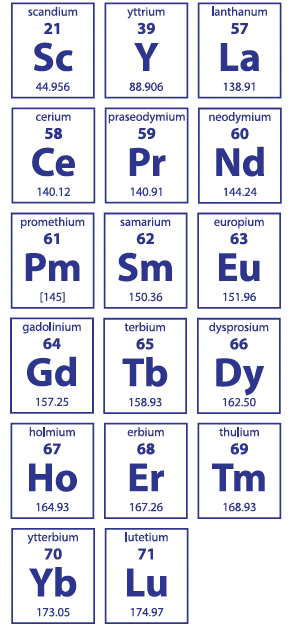 scandium yttrium lanthanum
21 39 57
Sc Y La
44.956 88.906 138.91
cerium praseodymium neodymium
58 59 60
Ce Pr Nd
140.12 140.91 144.24
promethium samarium europium
61 62 63
Pm Sm Eu
[145] 150.36 151.96
gadolinium terbium dysprosium
64 65 66
Gd Tb Dy
157.25 158.93 162.50
holmium erbium thulium
67 68 69
Ho Er Tm
164.93 167.26 168.93
ytterbium lutetium
70 71
Yb Lu
173.05 174.97